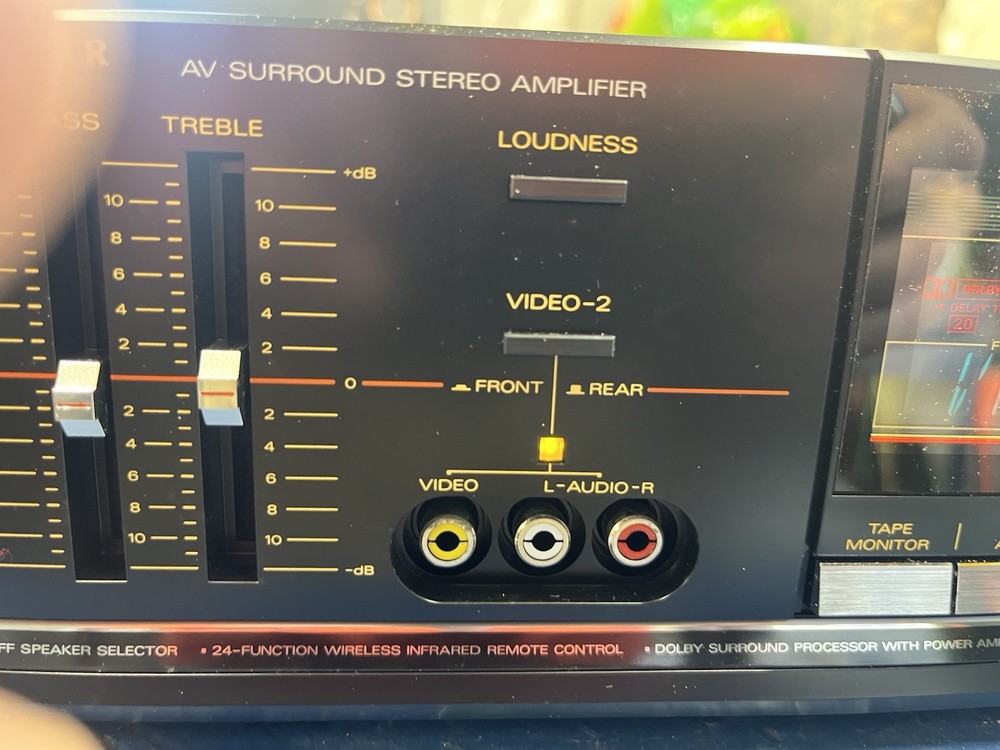 AV SURROUND STEREO AMPLIFIER
TREBLE
LOUDNESS
+dB
10 10
8 8
6 6
4 4
2 2
VIDEO-2
0
FRONT REAR
2 2
4 4
6 6
8 8
10 10
-dB
VIDEO L-AUDIO-R
20
TAPE
MONITOR
FF SPEAKER SELECTOR • 24-FUNCTION WIRELESS INFRARED REMOTE CONTROL • DOLBY SURROUND PROCESSOR WITH POWER AM